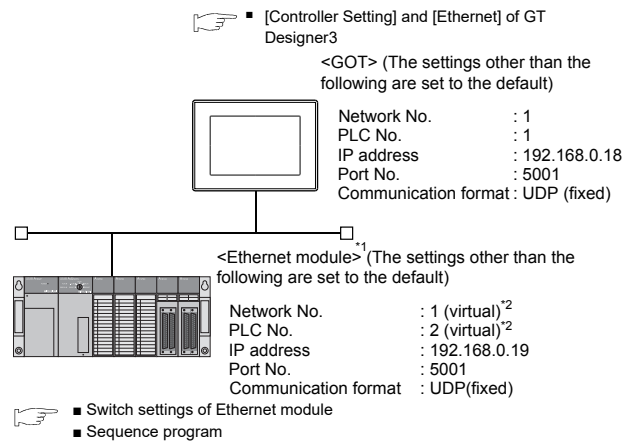 ■ [Controller Setting] and [Ethernet] of GT
Designer3
<GOT> (The settings other than the
following are set to the default)
Network No. : 1
PLC No. : 1
IP address : 192.168.0.18
Port No. : 5001
Communication format : UDP (fixed)
<Ethernet module>*1(The settings other than the
following are set to the default)
Network No. : 1 (virtual)*2
PLC No. : 2 (virtual)*2
IP address : 192.168.0.19
Port No. : 5001
Communication format : UDP(fixed)
■ Switch settings of Ethernet module
■ Sequence program